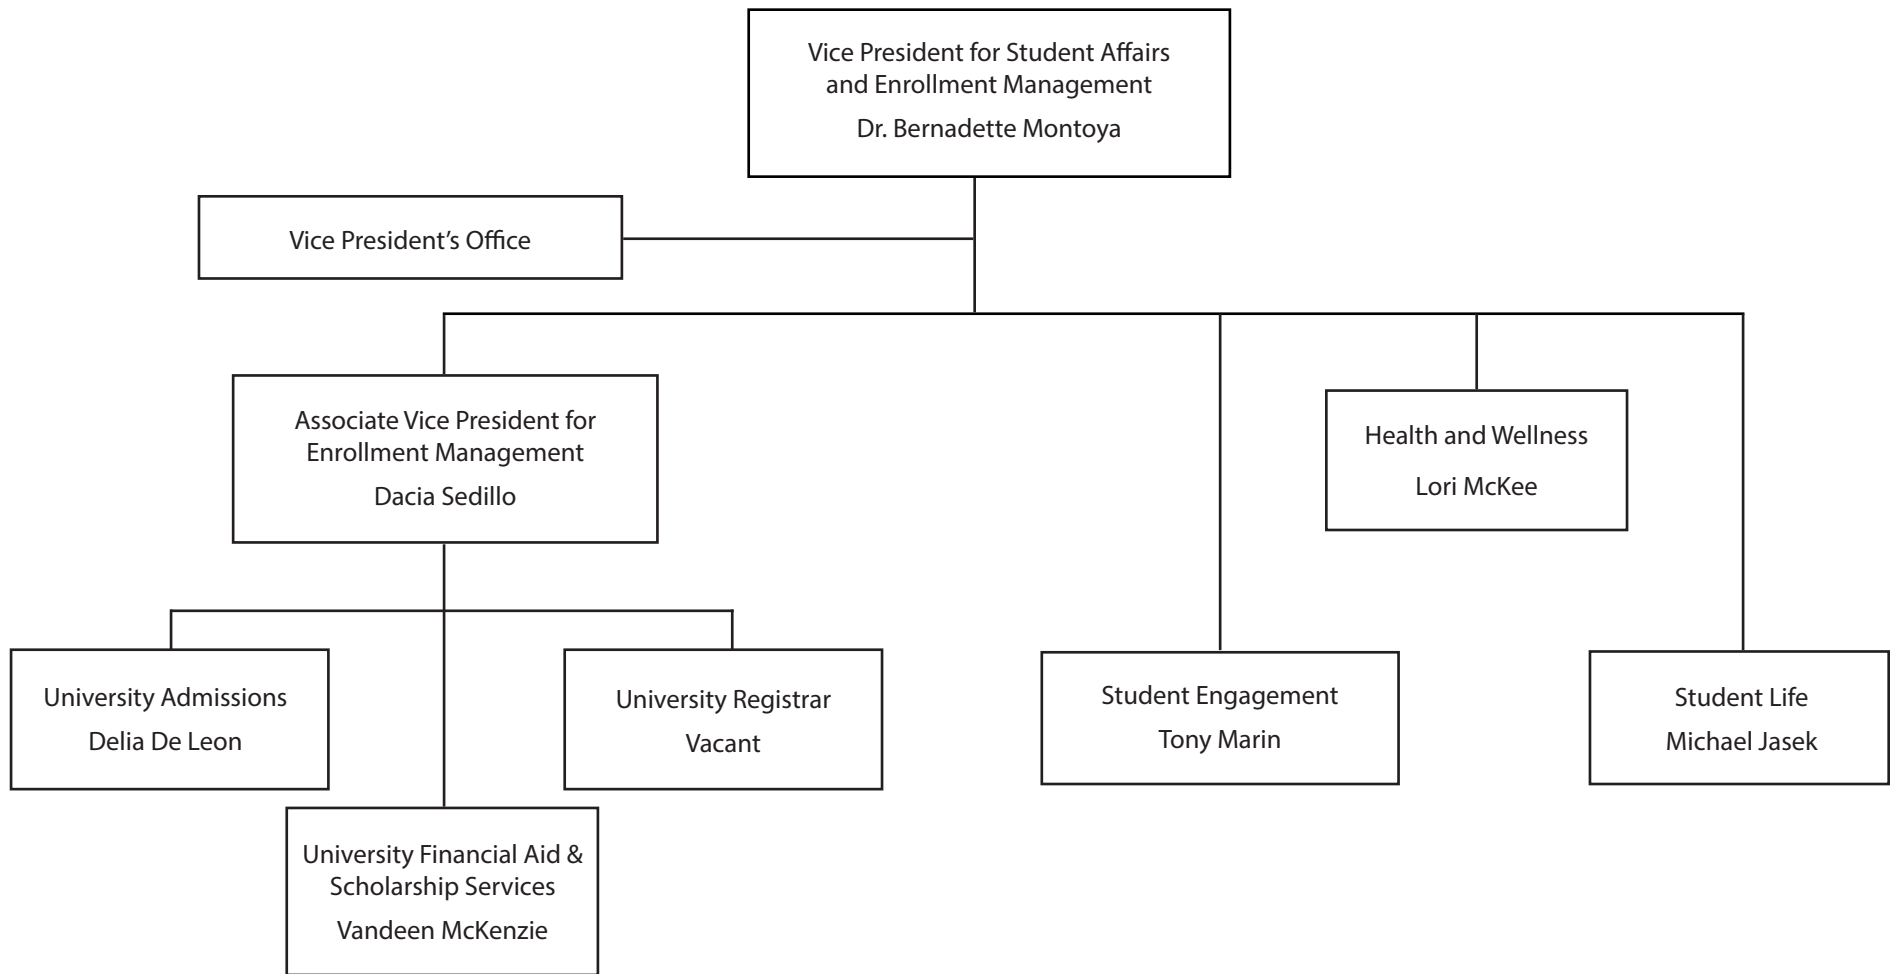 Vice President for Student Affairs
and Enrollment Management
Dr. Bernadette Montoya
Vice President’s Office
Associate Vice President for
Enrollment Management
Dacia Sedillo
Health and Wellness
Lori McKee
University Admissions
Delia De Leon
University Registrar
Vacant
Student Engagement
Tony Marin
Student Life
Michael Jasek
University Financial Aid &
Scholarship Services
Vandeen McKenzie